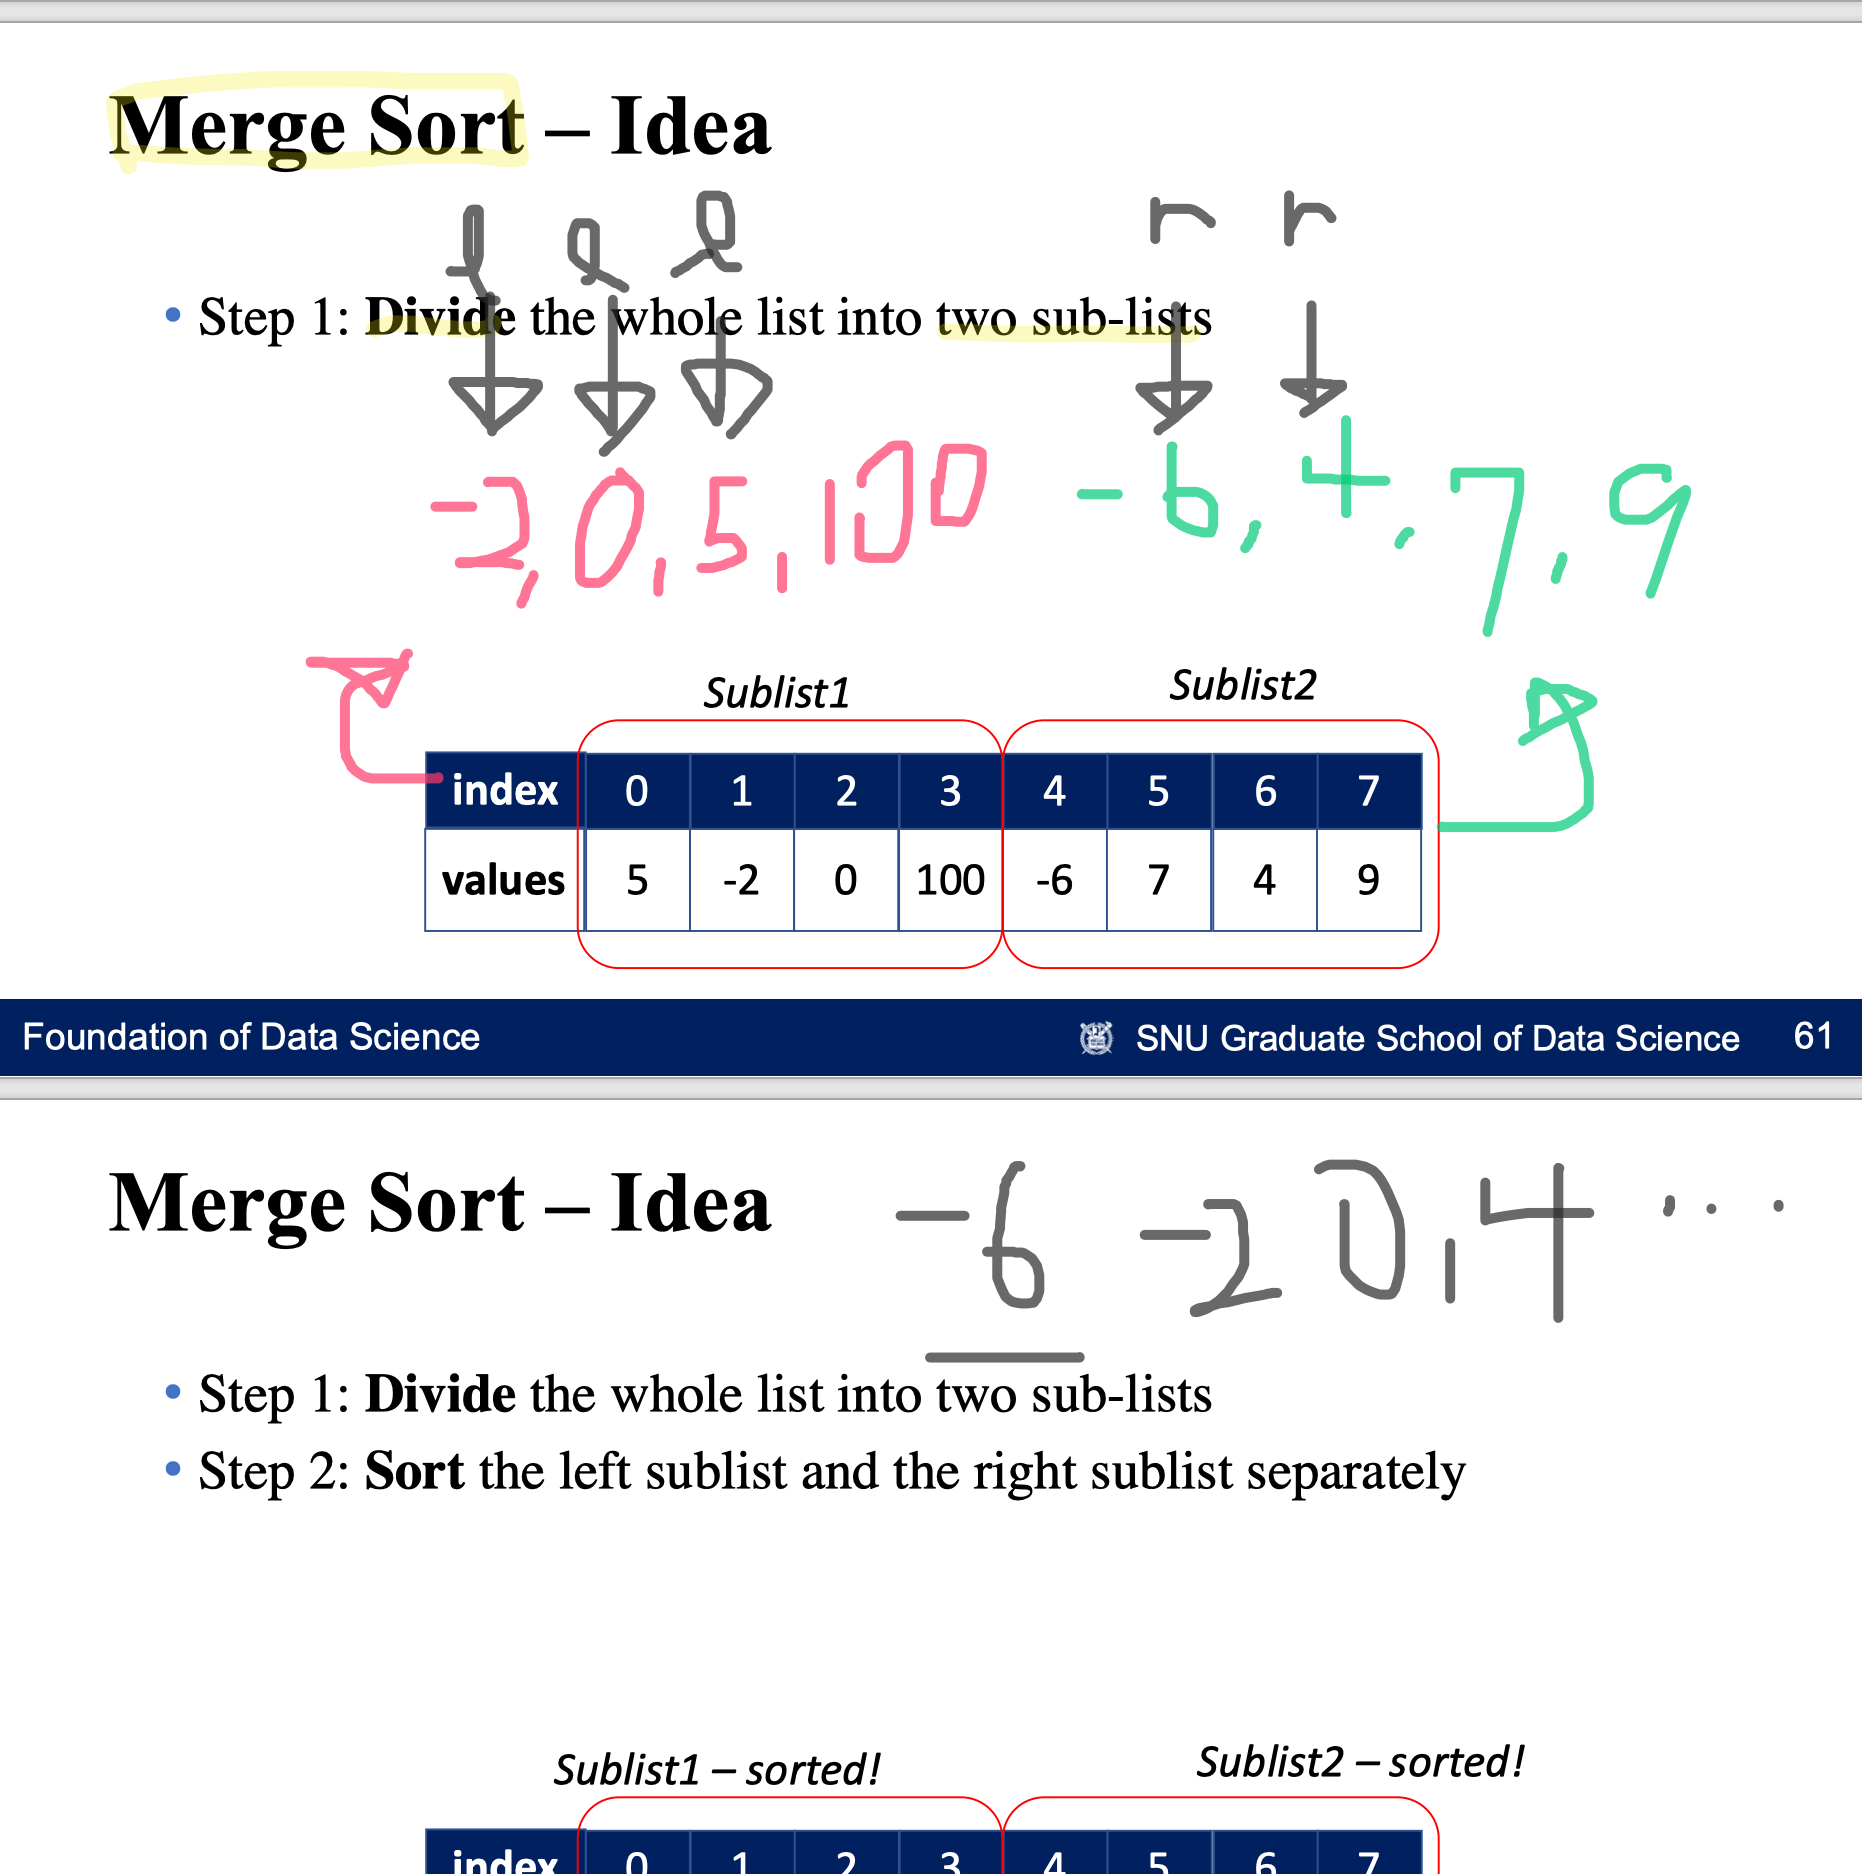 Merge Sort – Idea
l l l r r
• Step 1: Divide the whole list into two sub-lists
-2, 0, 5, 100 -6, 4, 7, 9
Sublist1 Sublist2
index 0 1 2 3 4 5 6 7
values 5 -2 0 100 -6 7 4 9
Foundation of Data Science SNU Graduate School of Data Science 61
Merge Sort – Idea -6 -2 0, 4 ...
• Step 1: Divide the whole list into two sub-lists
• Step 2: Sort the left sublist and the right sublist separately
Sublist1 – sorted! Sublist2 – sorted!
index 0 1 2 3 4 5 6 7